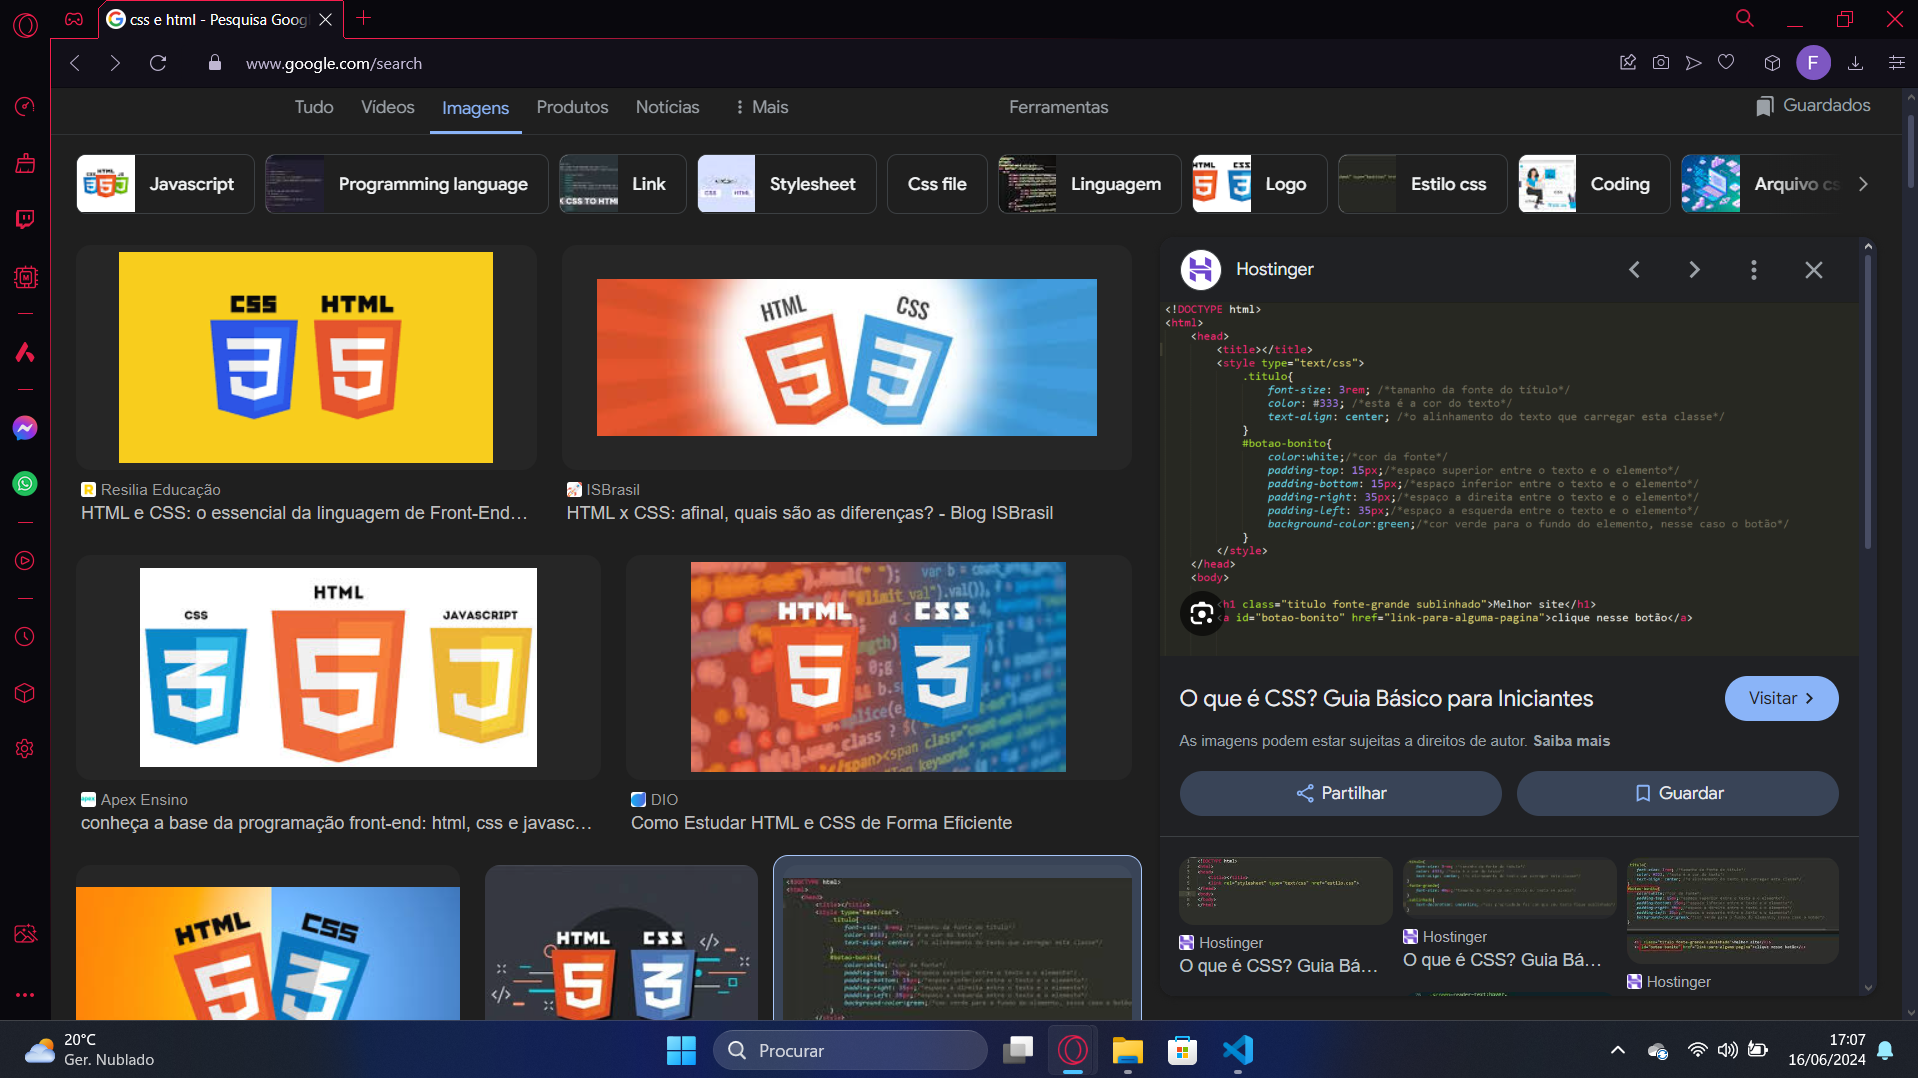 css e html - Pesquisa Goog
www.google.com/search
Tudo
Vídeos
Imagens
Produtos
Notícias
Mais
Ferramentas
Guardados
Javascript
Programming language
Link
Stylesheet
Css file
Linguagem
Logo
Estilo css
Coding
Arquivo cs
CSS HTML
HTML CSS
Resilia Educação
HTML e CSS: o essencial da linguagem de Front-End…
ISBrasil
HTML x CSS: afinal, quais são as diferenças? - Blog ISBrasil
CSS HTML JAVASCRIPT
HTML CSS
Apex Ensino
conheça a base da programação front-end: html, css e javasc…
DIO
Como Estudar HTML e CSS de Forma Eficiente
HTML CSS
HTML CSS
Hostinger
<!DOCTYPE html>
<html>
<head>
<title></title>
<style type="text/css">
.titulo{
font-size: 3rem; /*tamanho da fonte do título*/
color: #333; /*esta é a cor do texto*/
text-align: center; /*o alinhamento do texto que carregar esta classe*/
}
#botao-bonito{
color:white;/*cor da fonte*/
padding-top: 15px;/*espaço superior entre o texto e o elemento*/
padding-bottom: 15px;/*espaço inferior entre o texto e o elemento*/
padding-right: 35px;/*espaço a direita entre o texto e o elemento*/
padding-left: 35px;/*espaço a esquerda entre o texto e o elemento*/
background-color:green;/*cor verde para o fundo do elemento, nesse caso o botão*/
}
</style>
</head>
<body>
h1 class="titulo fonte-grande sublinhado">Melhor site</h1>
<a id="botao-bonito" href="link-para-alguma-pagina">clique nesse botão</a>
O que é CSS? Guia Básico para Iniciantes
Visitar
As imagens podem estar sujeitas a direitos de autor. Saiba mais
Partilhar
Guardar
Hostinger
O que é CSS? Guia Bá…
Hostinger
O que é CSS? Guia Bá…
Hostinger
20°C
Ger. Nublado
Procurar
17:07
16/06/2024